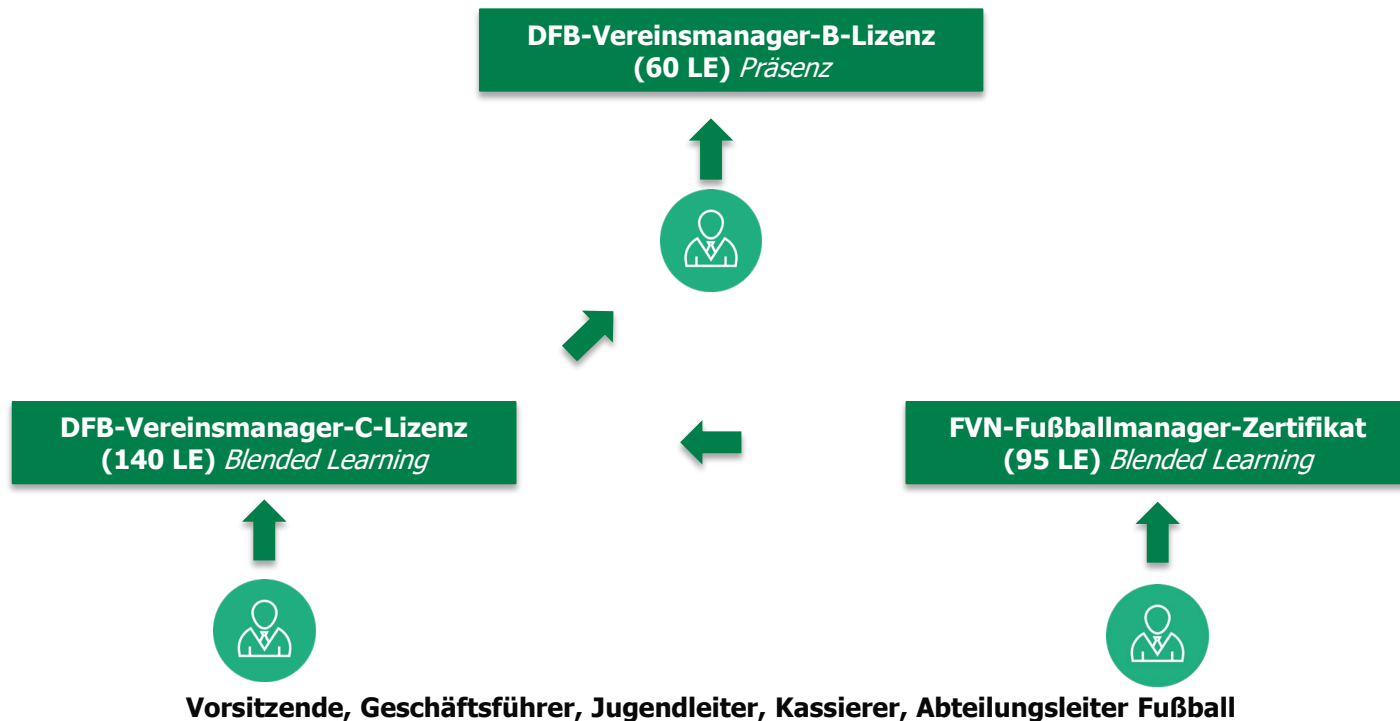 DFB-Vereinsmanager-B-Lizenz
(60 LE) Präsenz
DFB-Vereinsmanager-C-Lizenz
(140 LE) Blended Learning
FVN-Fußballmanager-Zertifikat
(95 LE) Blended Learning
Vorsitzende, Geschäftsführer, Jugendleiter, Kassierer, Abteilungsleiter Fußball